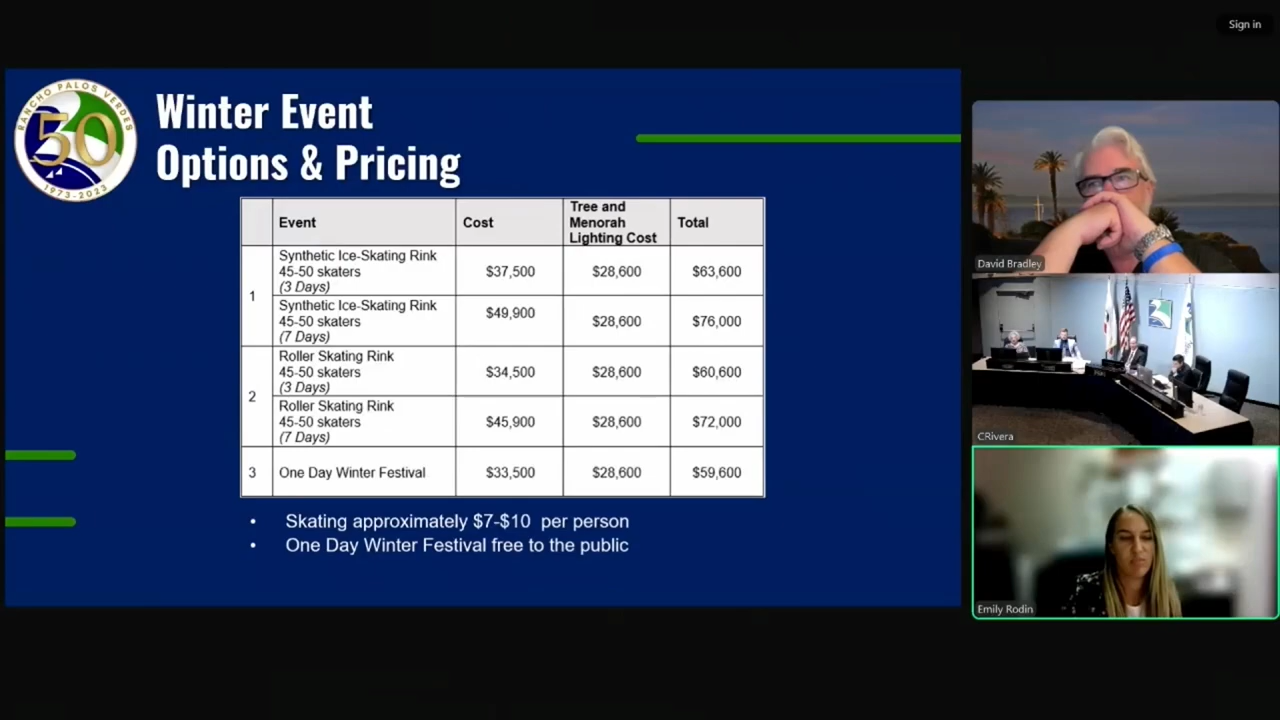 Sign in
RANCHO PALOS VERDES
50
1973-2023
Winter Event
Options & Pricing
Event Cost Tree and Menorah Lighting Cost Total
1
Synthetic Ice-Skating Rink
45-50 skaters
(3 Days)
$37,500 $28,600 $63,600
Synthetic Ice-Skating Rink
45-50 skaters
(7 Days)
$49,900 $28,600 $76,000
2
Roller Skating Rink
45-50 skaters
(3 Days)
$34,500 $28,600 $60,600
Roller Skating Rink
45-50 skaters
(7 Days)
$45,900 $28,600 $72,000
3 One Day Winter Festival $33,500 $28,600 $59,600
• Skating approximately $7-$10 per person
• One Day Winter Festival free to the public
David Bradley
CRivera
Emily Rodin